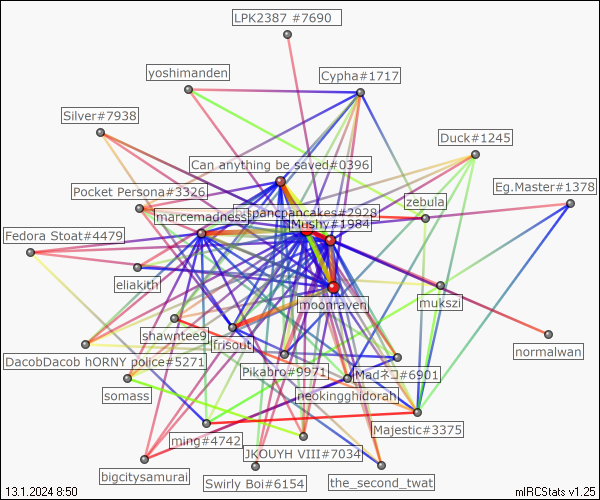 LPK2387 #7690
yoshimanden
Cypha#1717
Silver#7938
Duck#1245
Can anything be saved#0396
Pocket Persona#3326
Eg.Master#1378
zebula
spancpancakes#2928
marcemadness
Mushy#1984
Fedora Stoat#4479
eliakith
mukszi
moonraven
shawntee9
frisout
normalwan
DacobDacob hORNY police#5271
Pikabro#9971
Madネコ#6901
somass
neokingghidorah
Majestic#3375
ming#4742
JKOUYH VIII#7034
bigcitysamurai
Swirly Boi#6154
the_second_twat
13.1.2024 8:50
mIRCStats v1.25